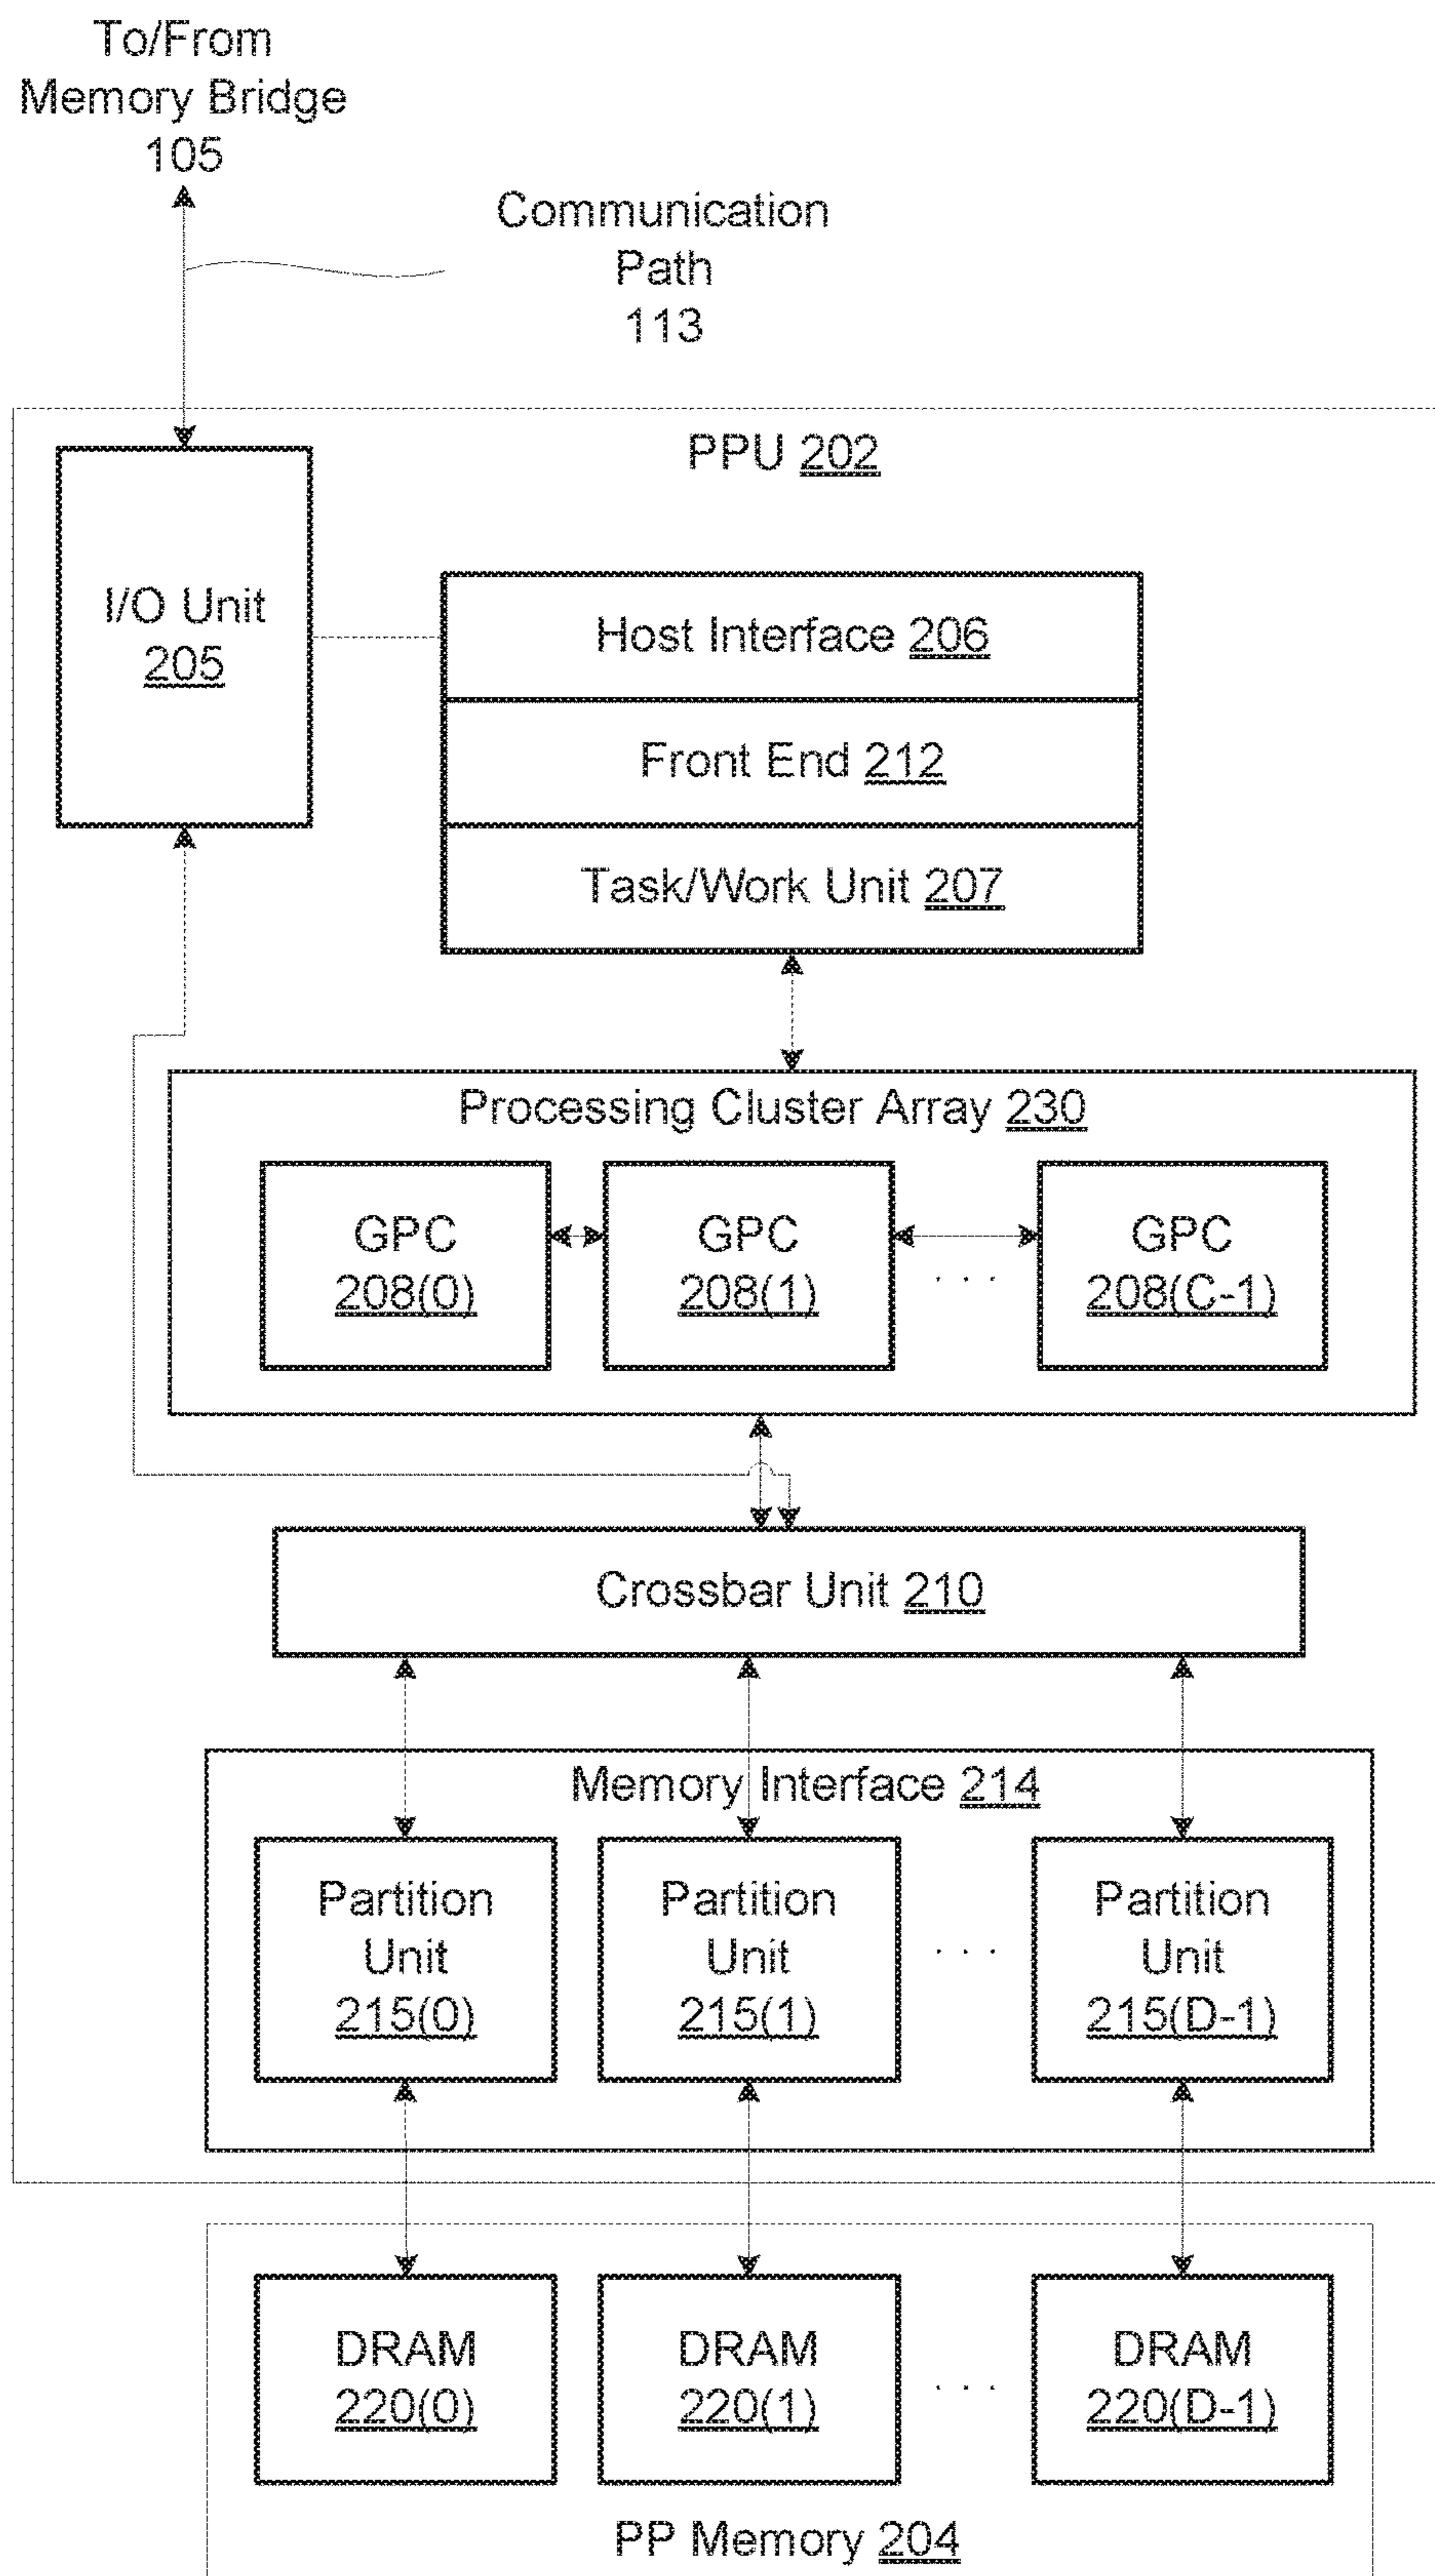 To/From
Memory Bridge
105
Communication
Path
113
PPU 202
I/O Unit
205
Host Interface 206
Front End 212
Task/Work Unit 207
Processing Cluster Array 230
GPC
208(0)
GPC
208(1)
. . .
GPC
208(C-1)
Crossbar Unit 210
Memory Interface 214
Partition
Unit
215(0)
Partition
Unit
215(1)
. . .
Partition
Unit
215(D-1)
DRAM
220(0)
DRAM
220(1)
. . .
DRAM
220(D-1)
PP Memory 204